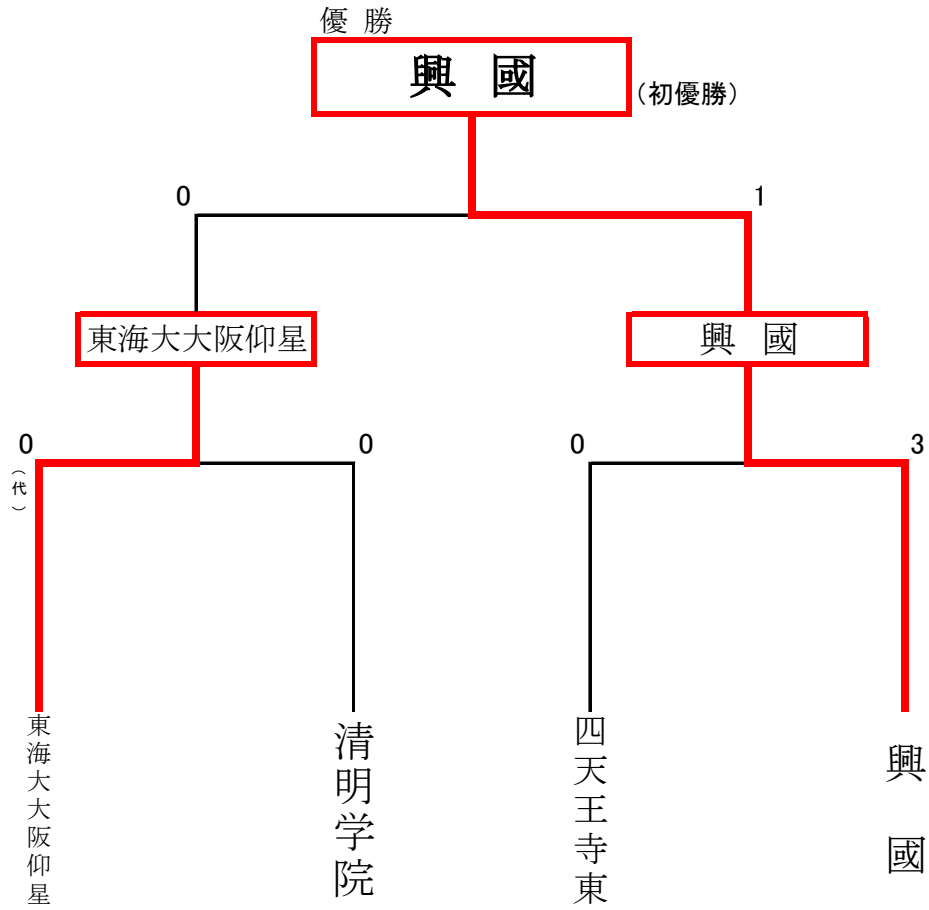 優 勝
興 國
（初優勝）
0
1
東海大大阪仰星
興 國
0
（代）
0
0
3
東海大大阪仰星
清明学院
四天王寺東
興 國